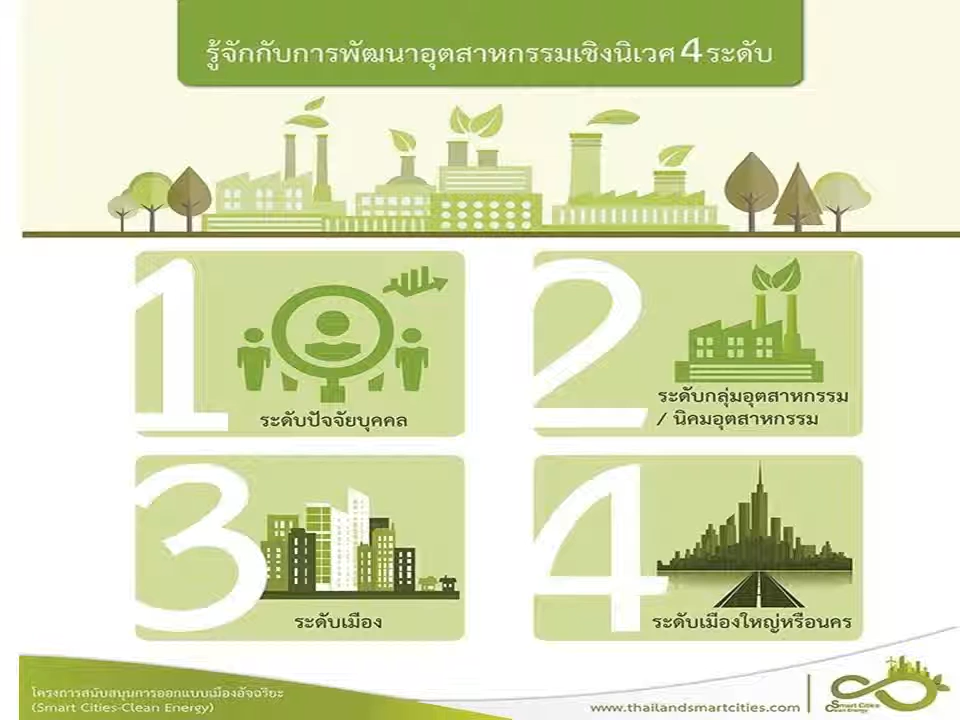 รู้จักกับการพัฒนาอุตสาหกรรมเชิงนิเวศ 4 ระดับ
1
ระดับปัจจัยบุคคล
2
ระดับกลุ่มอุตสาหกรรม
/ นิคมอุตสาหกรรม
3
ระดับเมือง
4
ระดับเมืองใหญ่หรือนคร
โครงการสนับสนุนการออกแบบเมืองอัจฉริยะ
(Smart Cities-Clean Energy)
www.thailandsmartcities.com
Smart Cities
Clean Energy